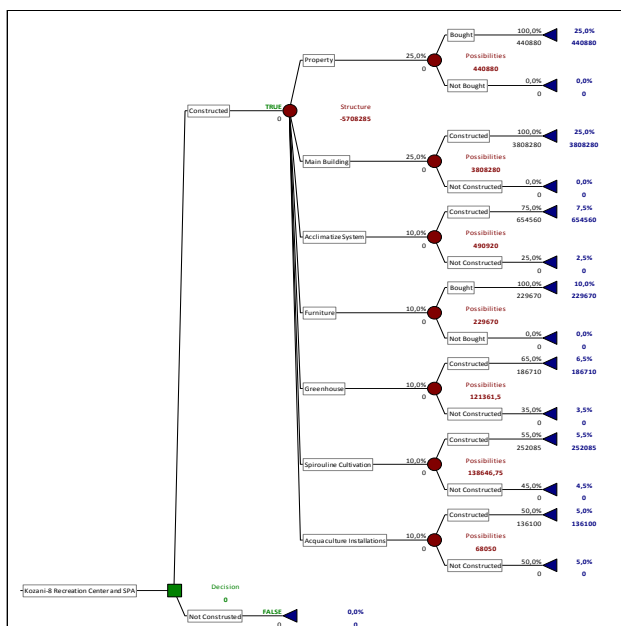 Bought 100,0% 25,0%
440880 440880
Property 25,0% Possibilities
0 440880
Not Bought 0,0% 0,0%
0 0
Constructed TRUE Structure
0 -5708285
Constructed 100,0% 25,0%
3808280 3808280
Main Building 25,0% Possibilities
0 3808280
Not Constructed 0,0% 0,0%
0 0
Constructed 75,0% 7,5%
654560 654560
Acclimatize System 10,0% Possibilities
0 490920
Not Constructed 25,0% 2,5%
0 0
Bought 100,0% 10,0%
229670 229670
Furniture 10,0% Possibilities
0 229670
Not Bought 0,0% 0,0%
0 0
Constructed 65,0% 6,5%
186710 186710
Greenhouse 10,0% Possibilities
0 121361,5
Not Constructed 35,0% 3,5%
0 0
Constructed 55,0% 5,5%
252085 252085
Spirouline Cultivation 10,0% Possibilities
0 138646,75
Not Constructed 45,0% 4,5%
0 0
Constructed 50,0% 5,0%
136100 136100
Acquaculture Installations 10,0% Possibilities
0 68050
Not Constructed 50,0% 5,0%
0 0
Kozani-8 Recreation Center and SPA Decision
0
Not Constructed FALSE 0,0%
0 0